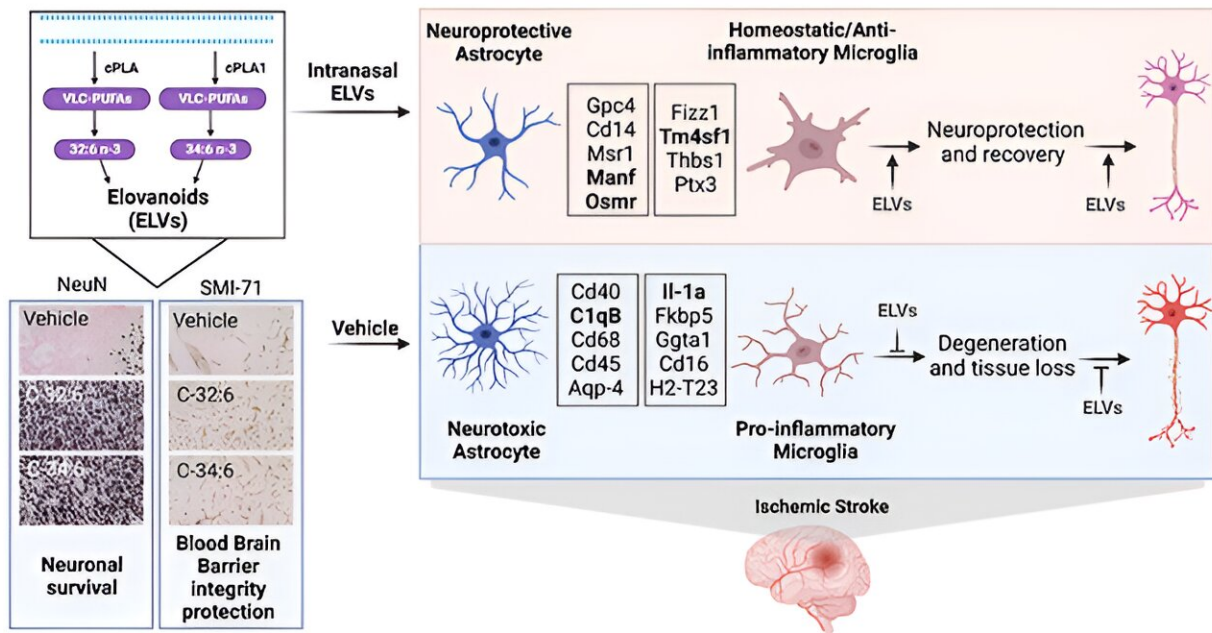 cPLA
cPLA1
VLC-PUFAs
VLC-PUFAs
32:6 n-3
34:6 n-3
Elovanoids
(ELVs)
Intranasal
ELVs
Neuroprotective
Astrocyte
Gpc4
Cd14
Msr1
Manf
Osmr
Fizz1
Tm4sf1
Thbs1
Ptx3
Homeostatic/Anti-
inflammatory Microglia
ELVs
Neuroprotection
and recovery
ELVs
NeuN
Vehicle
C-32:6
C-34:6
Neuronal
survival
SMI-71
Vehicle
C-32:6
C-34:6
Blood Brain
Barrier
integrity
protection
Vehicle
Neurotoxic
Astrocyte
Cd40
C1qB
Cd68
Cd45
Aqp-4
Il-1a
Fkbp5
Ggta1
Cd16
H2-T23
Pro-inflammatory
Microglia
ELVs
Degeneration
and tissue loss
ELVs
Ischemic Stroke